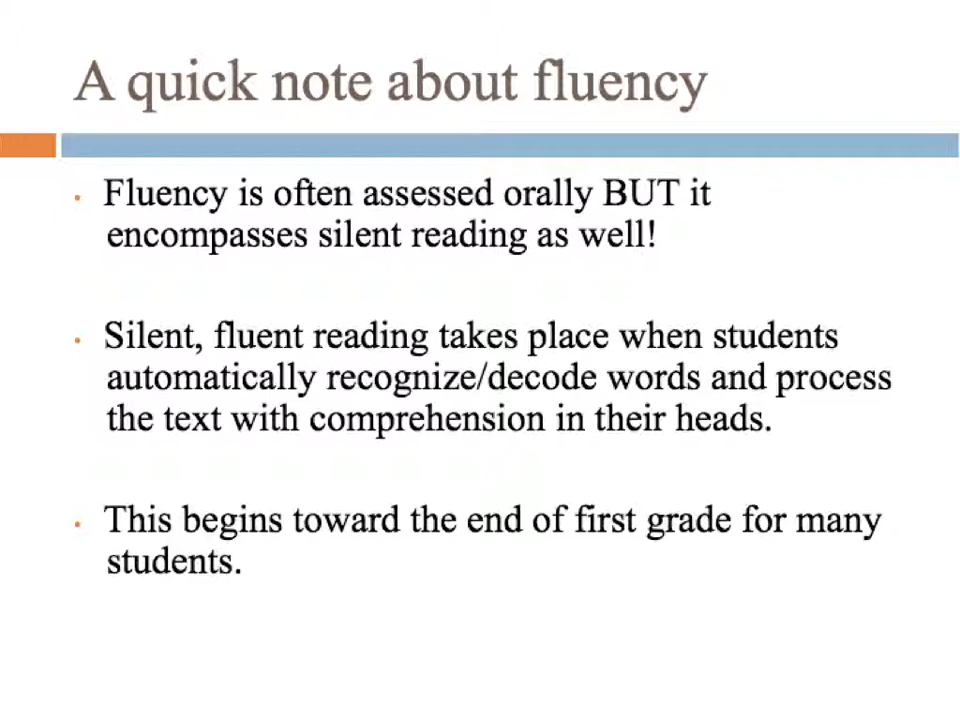 A quick note about fluency
• Fluency is often assessed orally BUT it
encompasses silent reading as well!
• Silent, fluent reading takes place when students
automatically recognize/decode words and process
the text with comprehension in their heads.
• This begins toward the end of first grade for many
students.